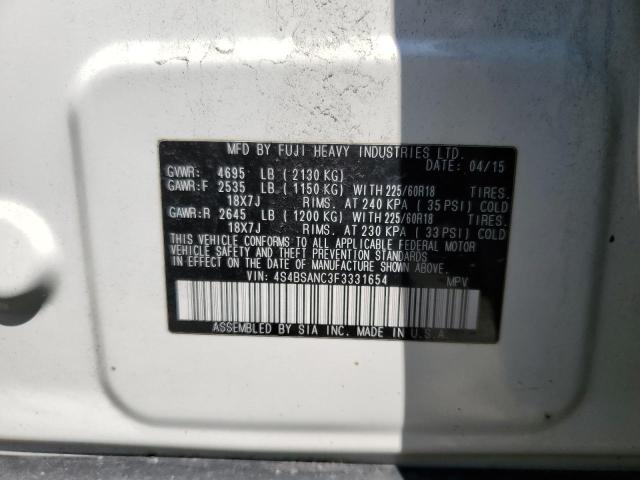 MFD BY FUJI HEAVY INDUSTRIES LTD.
DATE: 04/15
GVWR: 4695 LB ( 2130 KG)
GAWR:F 2535 LB ( 1150 KG) WITH 225/60R18 TIRES.
18X7J RIMS. AT 240 KPA ( 35 PSI) COLD
GAWR:R 2645 LB ( 1200 KG) WITH 225/60R18 TIRES.
18X7J RIMS. AT 230 KPA ( 33 PSI) COLD
THIS VEHICLE CONFORMS TO ALL APPLICABLE FEDERAL MOTOR
VEHICLE SAFETY AND THEFT PREVENTION STANDARDS
IN EFFECT ON THE DATE OF MANUFACTURE SHOWN ABOVE.
VIN: 4S4BSANC3F3331654 MPV
ASSEMBLED BY SIA INC. MADE IN U.S.A.